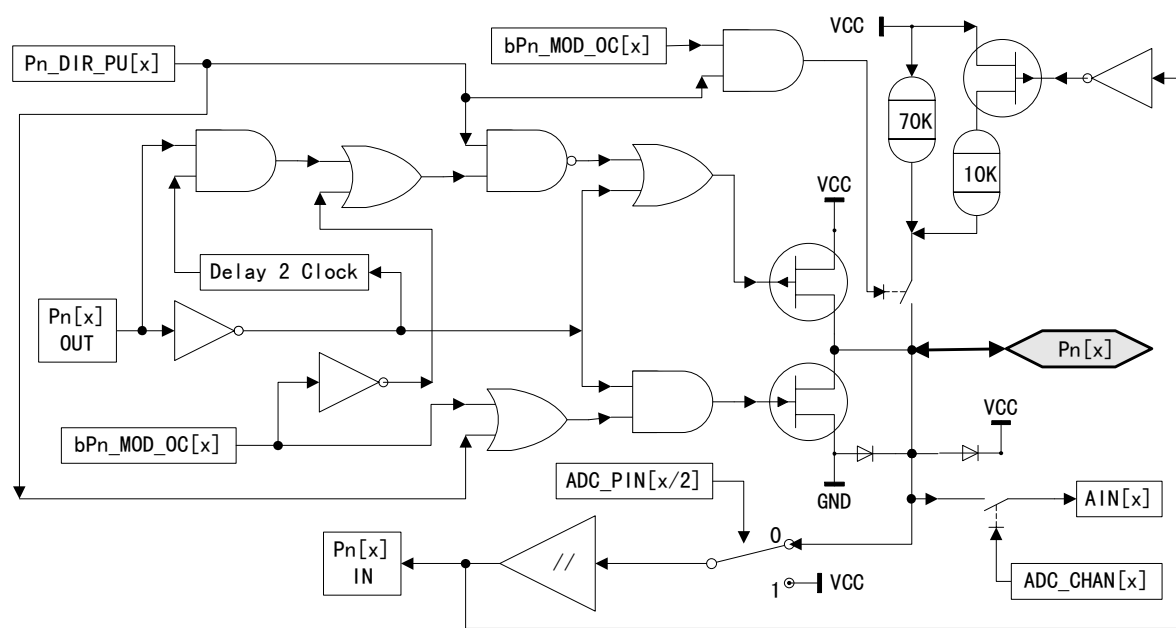 VCC
bPn_MOD_OC[x]
Pn_DIR_PU[x]
70K
10K
VCC
Delay 2 Clock
Pn[x]
OUT
Pn[x]
bPn_MOD_OC[x]
VCC
ADC_PIN[x/2]
GND
AIN[x]
Pn[x]
IN
//
0
1
VCC
ADC_CHAN[x]